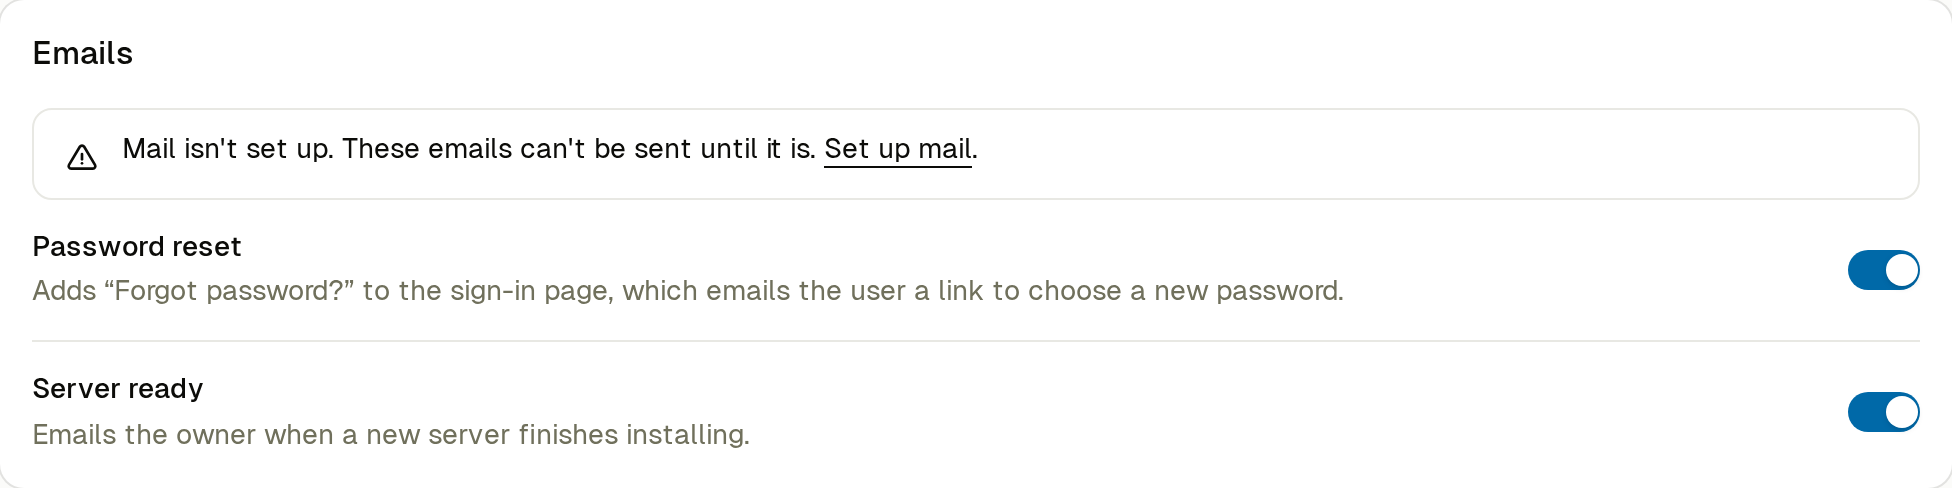 Emails
Mail isn't set up. These emails can't be sent until it is. Set up mail.
Password reset
Adds “Forgot password?” to the sign-in page, which emails the user a link to choose a new password.
Server ready
Emails the owner when a new server finishes installing.